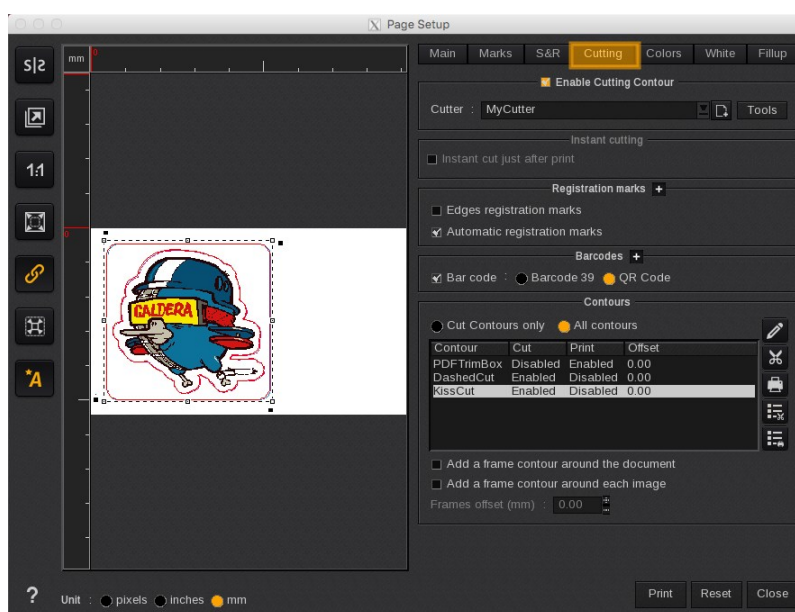 Page Setup
Main Marks S&R Cutting Colors White Fillup
S|S
mm 0
Enable Cutting Contour
Cutter : MyCutter Tools
Instant cutting
Instant cut just after print
1:1
Registration marks +
Edges registration marks
Automatic registration marks
0
Barcodes +
Bar code : Barcode 39 QR Code
Contours
Cut Contours only All contours
CALDERA
Contour Cut Print Offset
PDFTrimBox Disabled Enabled 0.00
DashedCut Enabled Disabled 0.00
KissCut Enabled Disabled 0.00
*A
Add a frame contour around the document
Add a frame contour around each image
Frames offset (mm) : 0.00
? Unit : pixels inches mm
Print Reset Close